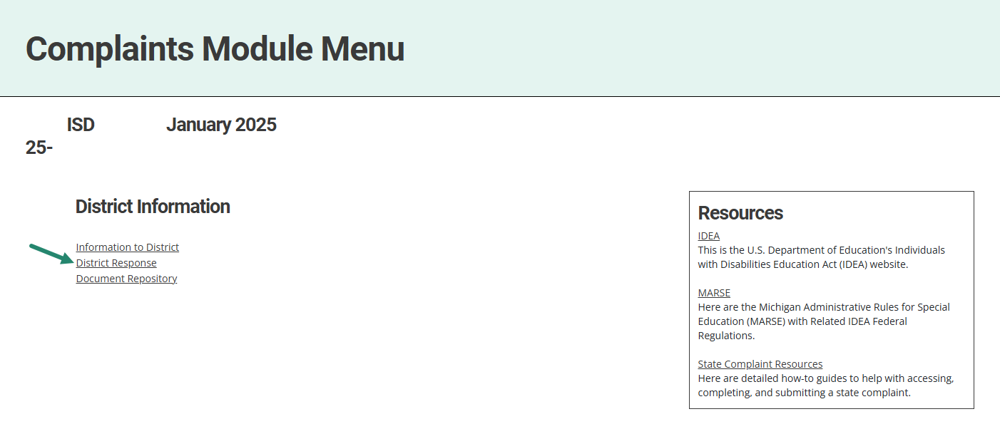 Complaints Module Menu
ISD January 2025
25-
District Information
Information to District
District Response
Document Repository
Resources
IDEA
This is the U.S. Department of Education's Individuals
with Disabilities Education Act (IDEA) website.
MARSE
Here are the Michigan Administrative Rules for Special
Education (MARSE) with Related IDEA Federal
Regulations.
State Complaint Resources
Here are detailed how-to guides to help with accessing,
completing, and submitting a state complaint.